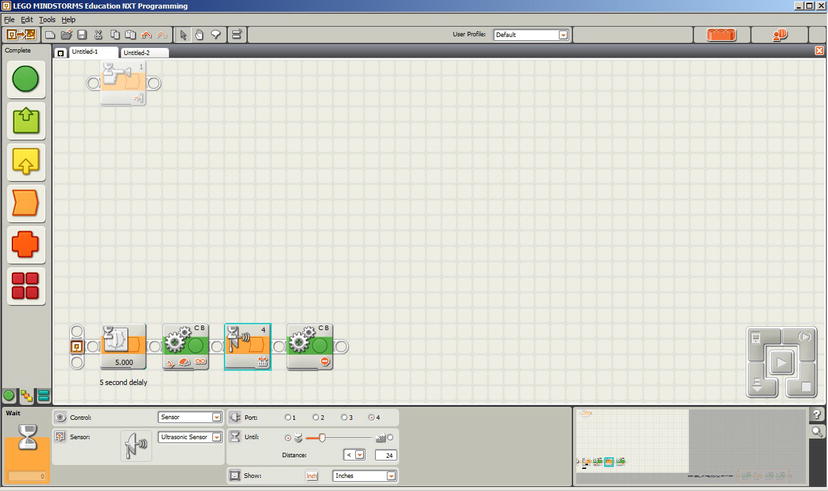 LEGO MINDSTORMS Education NXT Programming
File Edit Tools Help
User Profile: Default
Complete
Untitled-1 Untitled-2
1
C B 4 C B
5.000
5 second delaly
Wait
0
Control: Sensor
Sensor: Ultrasonic Sensor
Port: 1 2 3 4
Until:
Distance: < 24
Show: Inch Inches
?